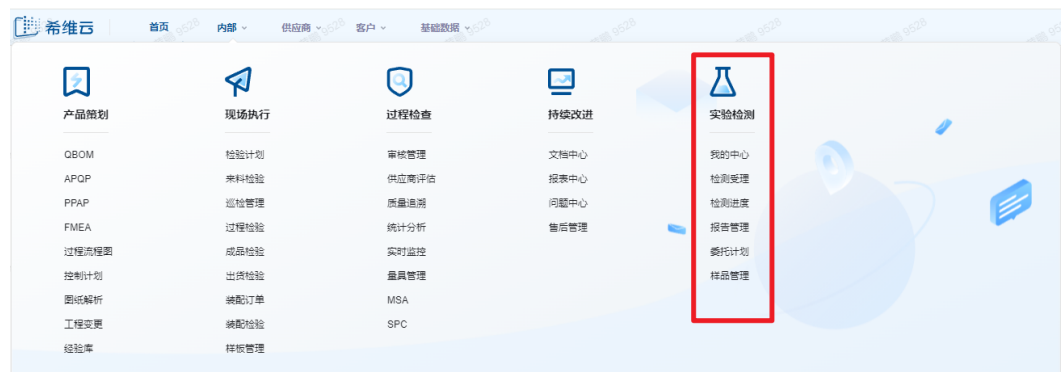 希维云 首页 内部 供应商 客户 基础数据
产品策划 现场执行 过程检查 持续改进 实验检测
QBOM 检验计划 审核管理 文档中心 我的中心
APQP 来料检验 供应商评估 报表中心 检测受理
PPAP 巡检管理 质量追溯 问题中心 检测进度
FMEA 过程检验 统计分析 售后管理 报告管理
过程流程图 成品检验 实时监控 委托计划
控制计划 出货检验 量具管理 样品管理
图纸解析 装配订单 MSA
工程变更 装配检验 SPC
经验库 样板管理